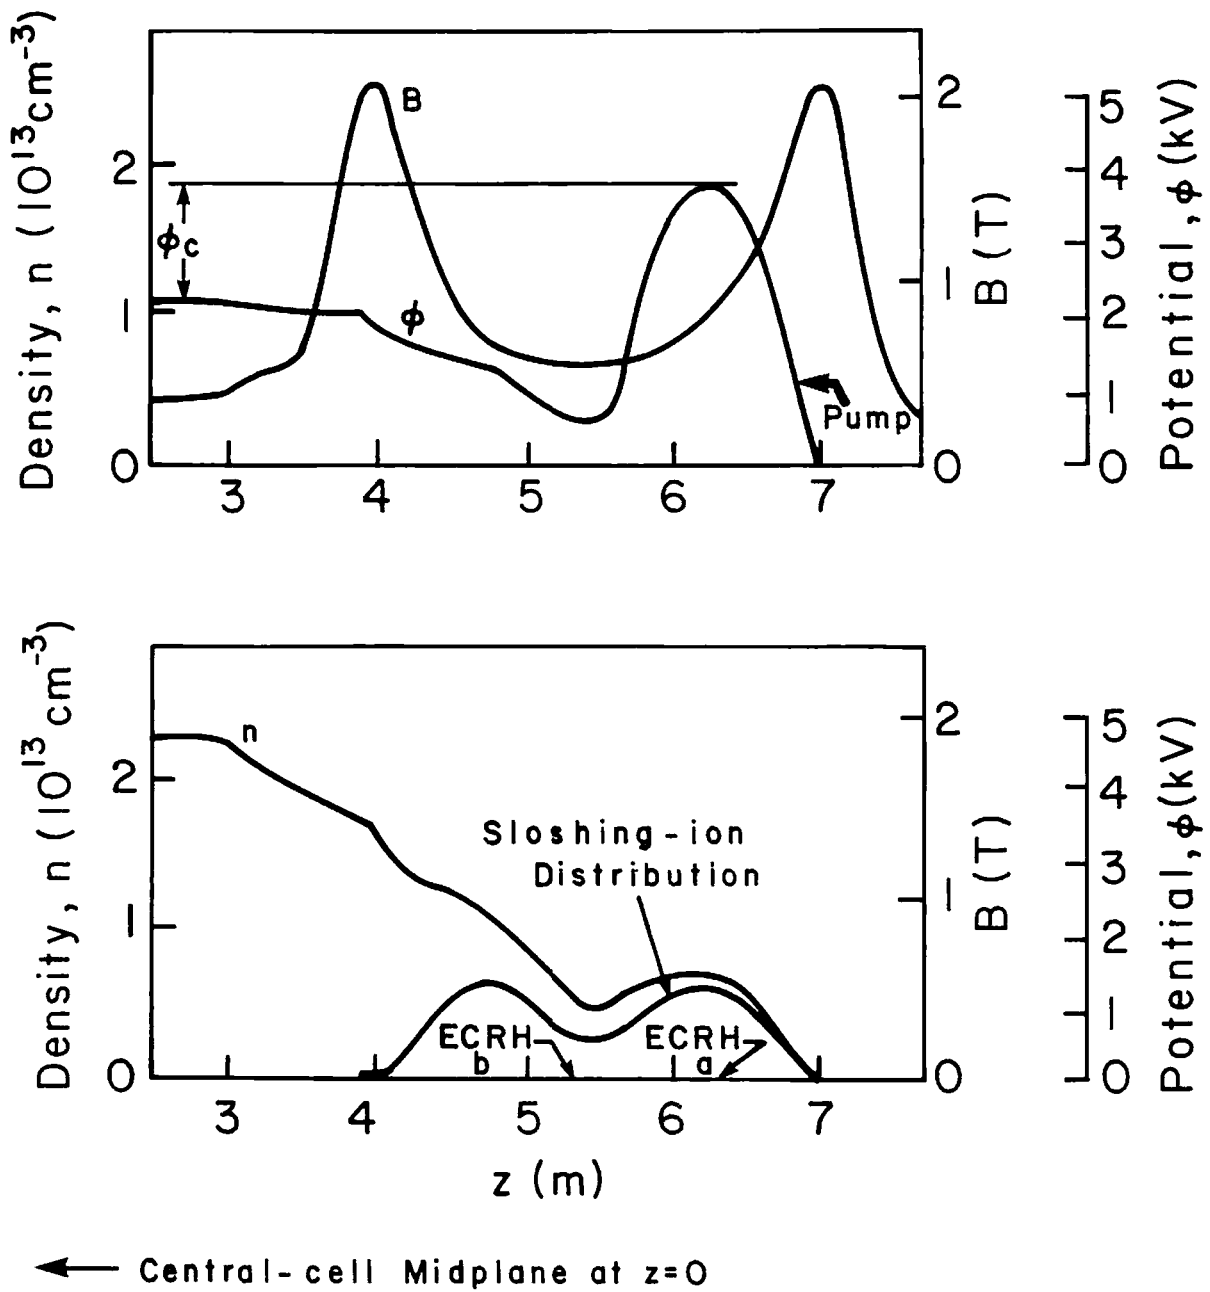 Density, n (10¹³cm⁻³)
2
1
0
B
ϕc
ϕ
Pump
3
4
5
6
7
2
1
0
B (T)
5
4
3
2
1
0
Potential, ϕ (kV)
Density, n (10¹³ cm⁻³)
2
1
0
n
Sloshing-ion
Distribution
ECRH
b
ECRH
a
3
4
5
6
7
z (m)
2
1
0
B (T)
5
4
3
2
1
0
Potential, ϕ(kV)
Central-cell Midplane at z=0